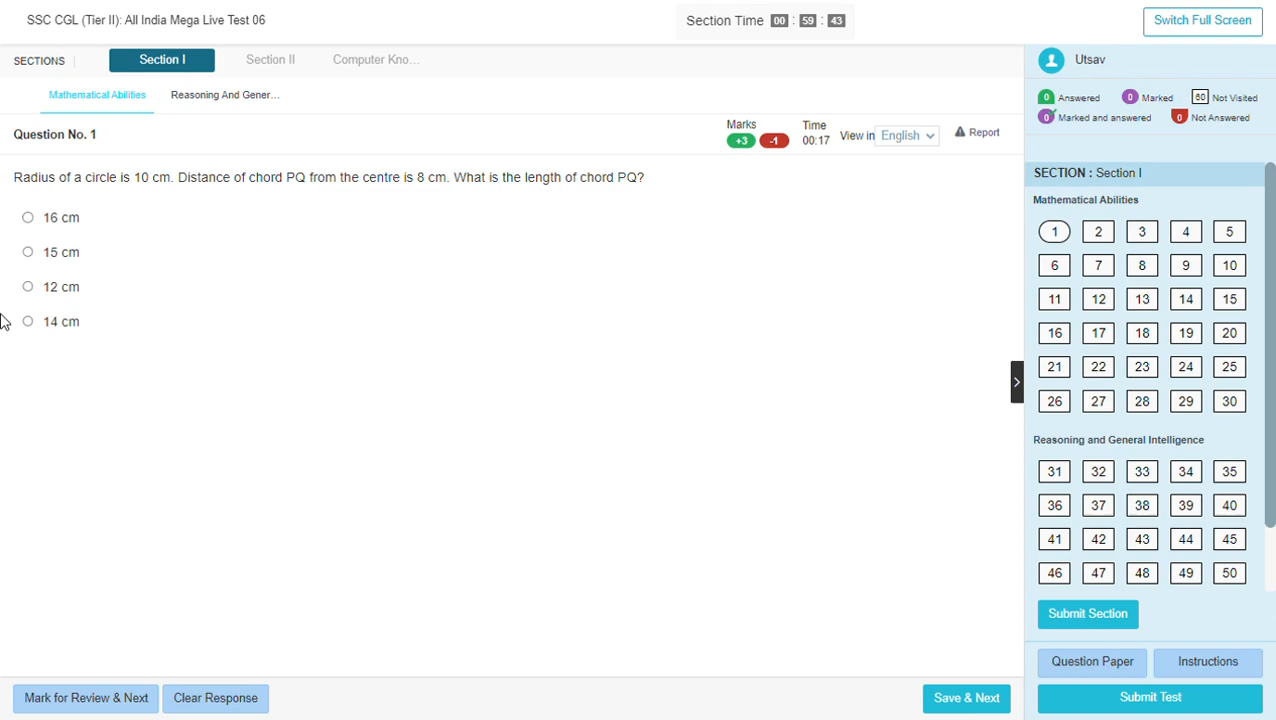 SSC CGL (Tier II): All India Mega Live Test 06
Section Time 00 : 59 : 43
Switch Full Screen
SECTIONS
Section I
Section II
Computer Kno...
Utsav
Mathematical Abilities
Reasoning And Gener...
0 Answered
0 Marked
60 Not Visited
0 Marked and answered
0 Not Answered
Question No. 1
Marks
+3 -1
Time
00:17
View in English
Report
Radius of a circle is 10 cm. Distance of chord PQ from the centre is 8 cm. What is the length of chord PQ?
16 cm
15 cm
12 cm
14 cm
SECTION : Section I
Mathematical Abilities
1 2 3 4 5
6 7 8 9 10
11 12 13 14 15
16 17 18 19 20
21 22 23 24 25
26 27 28 29 30
Reasoning and General Intelligence
31 32 33 34 35
36 37 38 39 40
41 42 43 44 45
46 47 48 49 50
Submit Section
Question Paper
Instructions
Mark for Review & Next
Clear Response
Save & Next
Submit Test